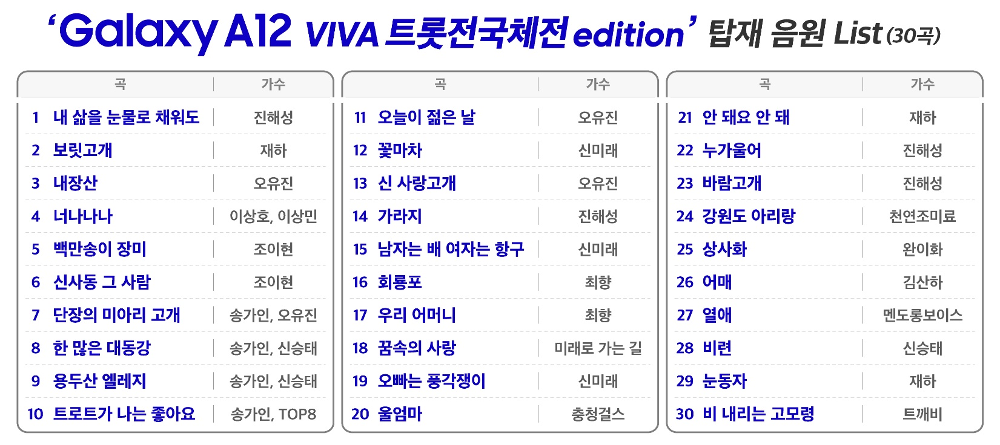 ‘Galaxy A12 VIVA 트롯전국체전 edition’ 탑재 음원 List (30곡)
곡 가수
1 내 삶을 눈물로 채워도 진해성
2 보릿고개 재하
3 내장산 오유진
4 너나나나 이상호, 이상민
5 백만송이 장미 조이현
6 신사동 그 사람 조이현
7 단장의 미아리 고개 송가인, 오유진
8 한 많은 대동강 송가인, 신승태
9 용두산 엘레지 송가인, 신승태
10 트로트가 나는 좋아요 송가인, TOP8
곡 가수
11 오늘이 젊은 날 오유진
12 꽃마차 신미래
13 신 사랑고개 오유진
14 가라지 진해성
15 남자는 배 여자는 항구 신미래
16 회룡포 최향
17 우리 어머니 최향
18 꿈속의 사랑 미래로 가는 길
19 오빠는 풍각쟁이 신미래
20 울엄마 충청걸스
곡 가수
21 안 돼요 안 돼 재하
22 누가울어 진해성
23 바람고개 진해성
24 강원도 아리랑 천연조미료
25 상사화 완이화
26 어매 김산하
27 열애 멘도롱보이스
28 비련 신승태
29 눈동자 재하
30 비 내리는 고모령 트깨비